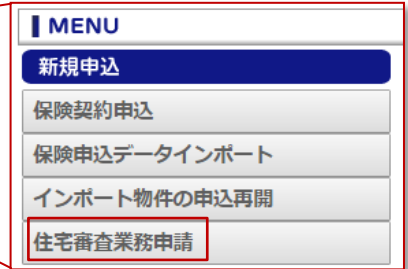 MENU
新規申込
保険契約申込
保険申込データインポート
インポート物件の申込再開
住宅審査業務申請